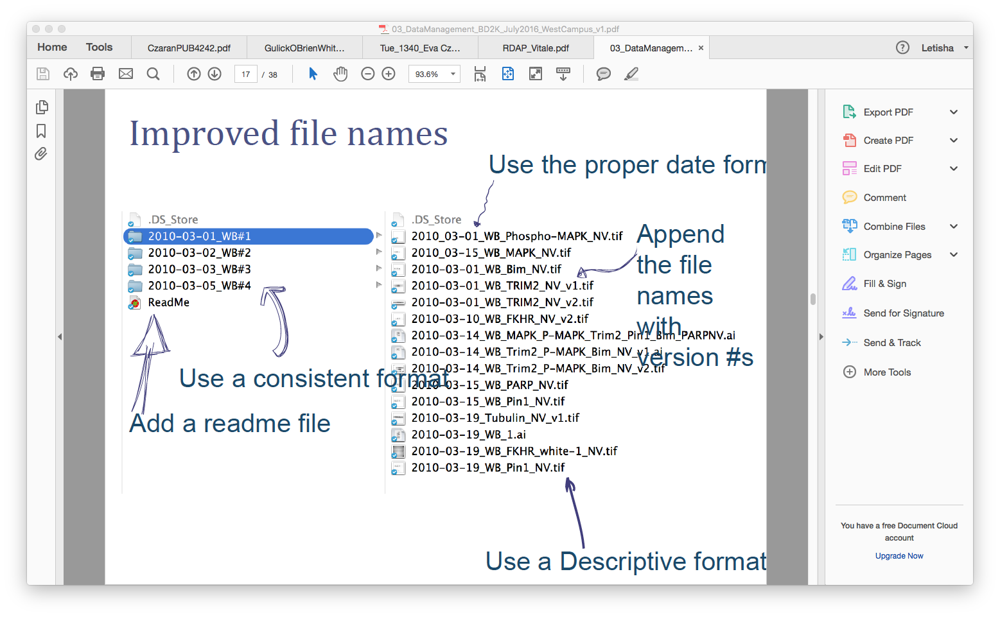 03_DataManagement_BD2K_July2016_WestCampus_v1.pdf
Home Tools CzaranPUB4242.pdf GulickOBrienWhit... Tue_1340_Eva Cz... RDAP_Vitale.pdf 03_DataManagem... × ? Letisha
17 / 38 93.6%
Improved file names
Use the proper date form
.DS_Store
2010-03-01_WB#1
2010-03-02_WB#2
2010-03-03_WB#3
2010-03-05_WB#4
ReadMe
Use a consistent format
Add a readme file
.DS_Store
2010_03-01_WB_Phospho-MAPK_NV.tif
2010_03-15_WB_MAPK_NV.tif
2010-03-01_WB_Bim_NV.tif
2010-03-01_WB_TRIM2_NV_v1.tif
2010-03-01_WB_TRIM2_NV_v2.tif
2010-03-10_WB_FKHR_NV_v2.tif
2010-03-14_WB_MAPK_P-MAPK_Trim2_Pin1_Bim_PARPNV.ai
2010-03-14_WB_Trim2_P-MAPK_Bim_NV_v1.ai
2010-03-14_WB_Trim2_P-MAPK_Bim_NV_v2.tif
2010-03-15_WB_PARP_NV.tif
2010-03-15_WB_Pin1_NV.tif
2010-03-19_Tubulin_NV_v1.tif
2010-03-19_WB_1.ai
2010-03-19_WB_FKHR_white-1_NV.tif
2010-03-19_WB_Pin1_NV.tif
Append
the file
names
with
version #s
Use a Descriptive format
Export PDF
Create PDF
Edit PDF
Comment
Combine Files
Organize Pages
Fill & Sign
Send for Signature
Send & Track
More Tools
You have a free Document Cloud
account
Upgrade Now